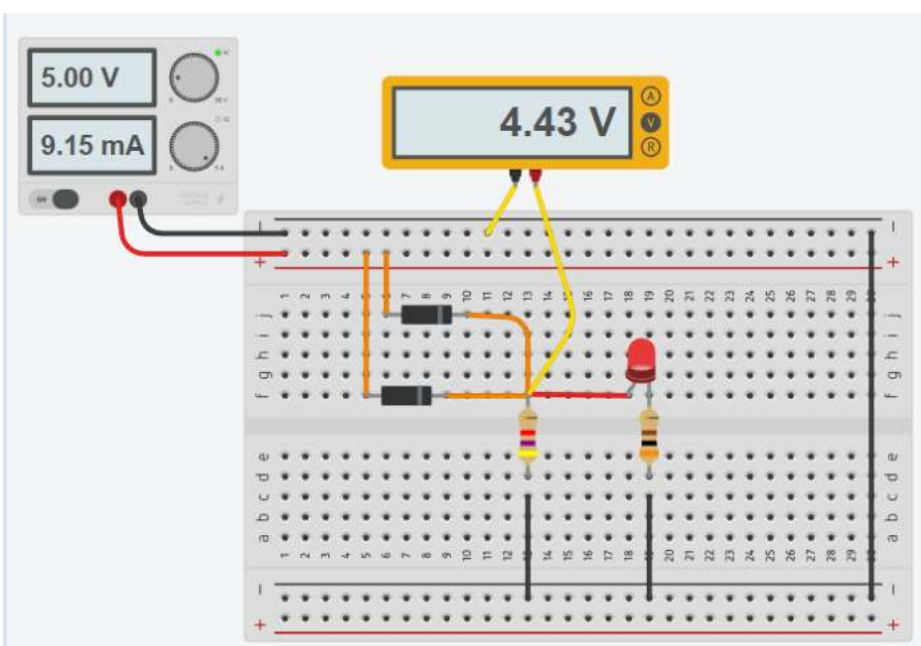 5.00 V
9.15 mA
ON
4.43 V
A
V
R
− −
+ +
1 2 3 4 5 6 7 8 9 10 11 12 13 14 15 16 17 18 19 20 21 22 23 24 25 26 27 28 29
j j
i i
h h
g g
f f
e e
d d
c c
b b
a a
1 2 3 4 5 6 7 8 9 10 11 12 13 14 15 16 17 18 19 20 21 22 23 24 25 26 27 28 29
− −
+ +